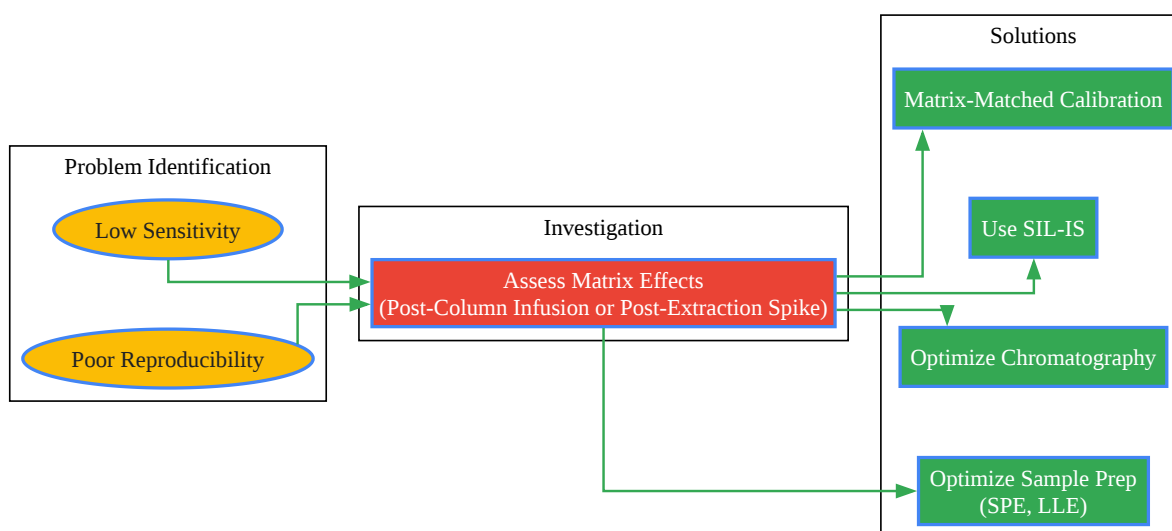 Problem Identification
Low Sensitivity
Poor Reproducibility
Investigation
Assess Matrix Effects
(Post-Column Infusion or Post-Extraction Spike)
Solutions
Matrix-Matched Calibration
Use SIL-IS
Optimize Chromatography
Optimize Sample Prep
(SPE, LLE)